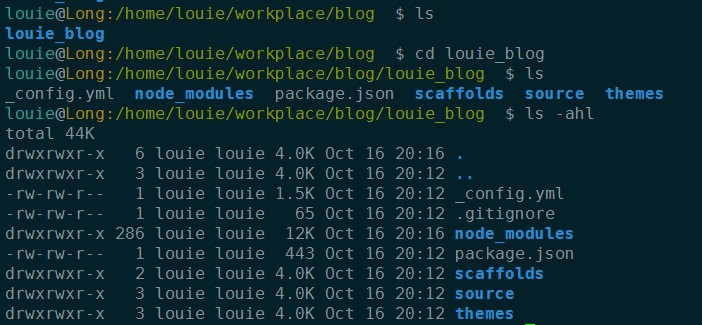 louie@Long:/home/louie/workplace/blog  $ ls
louie_blog
louie@Long:/home/louie/workplace/blog  $ cd louie_blog
louie@Long:/home/louie/workplace/blog/louie_blog  $ ls
_config.yml  node_modules  package.json  scaffolds  source  themes
louie@Long:/home/louie/workplace/blog/louie_blog  $ ls -ahl
total 44K
drwxrwxr-x   6 louie louie 4.0K Oct 16 20:16 .
drwxrwxr-x   3 louie louie 4.0K Oct 16 20:12 ..
-rw-rw-r--   1 louie louie 1.5K Oct 16 20:12 _config.yml
-rw-rw-r--   1 louie louie   65 Oct 16 20:12 .gitignore
drwxrwxr-x 286 louie louie  12K Oct 16 20:16 node_modules
-rw-rw-r--   1 louie louie  443 Oct 16 20:12 package.json
drwxrwxr-x   2 louie louie 4.0K Oct 16 20:12 scaffolds
drwxrwxr-x   3 louie louie 4.0K Oct 16 20:12 source
drwxrwxr-x   3 louie louie 4.0K Oct 16 20:12 themes